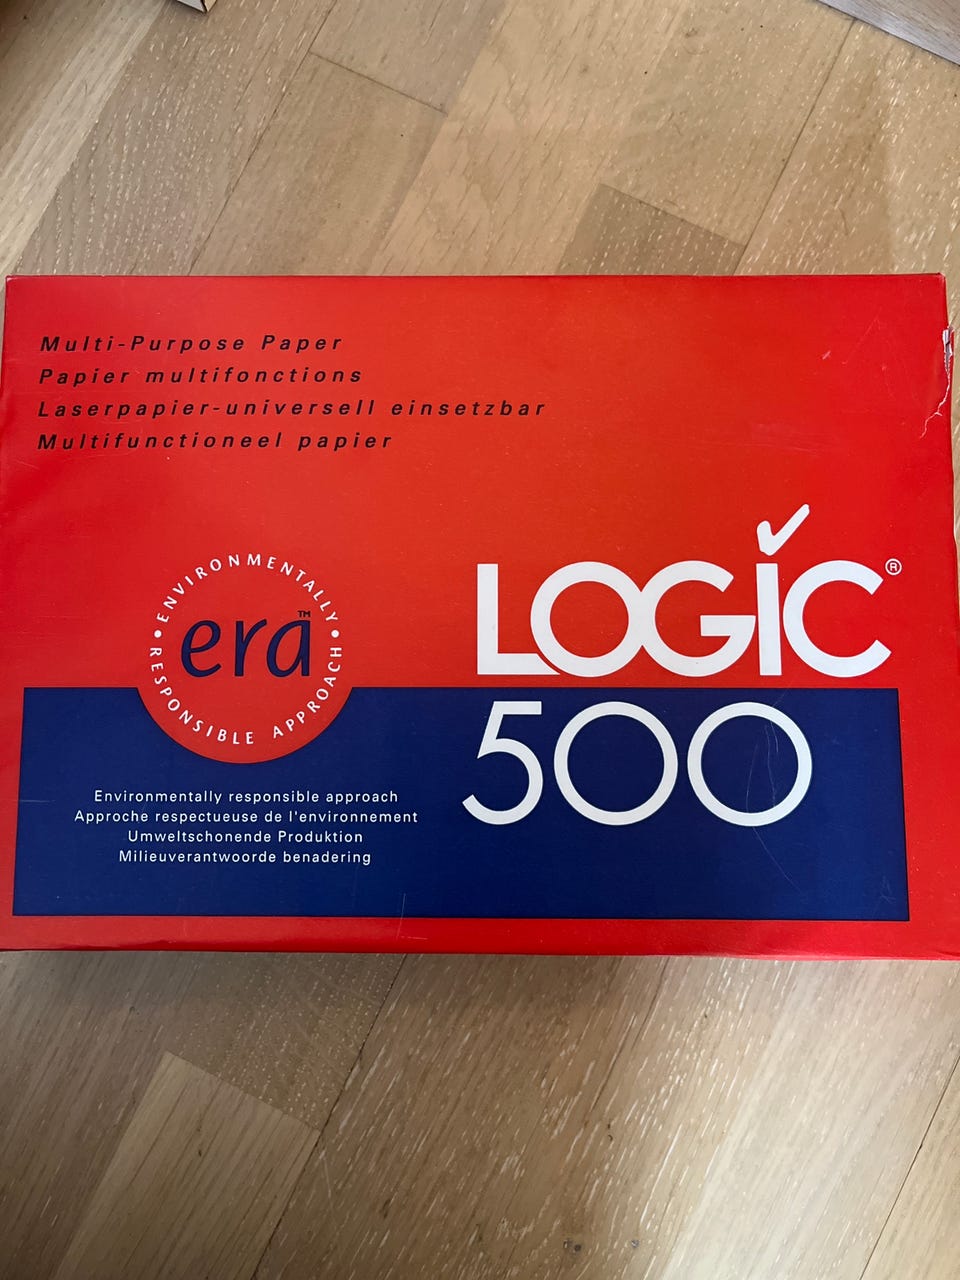 Multi-Purpose Paper
Papier multifonctions
Laserpapier-universell einsetzbar
Multifunctioneel papier
ENVIRONMENTALLY
era™
RESPONSIBLE APPROACH
LOGIC®
500
Environmentally responsible approach
Approche respectueuse de l'environnement
Umweltschonende Produktion
Milieuverantwoorde benadering